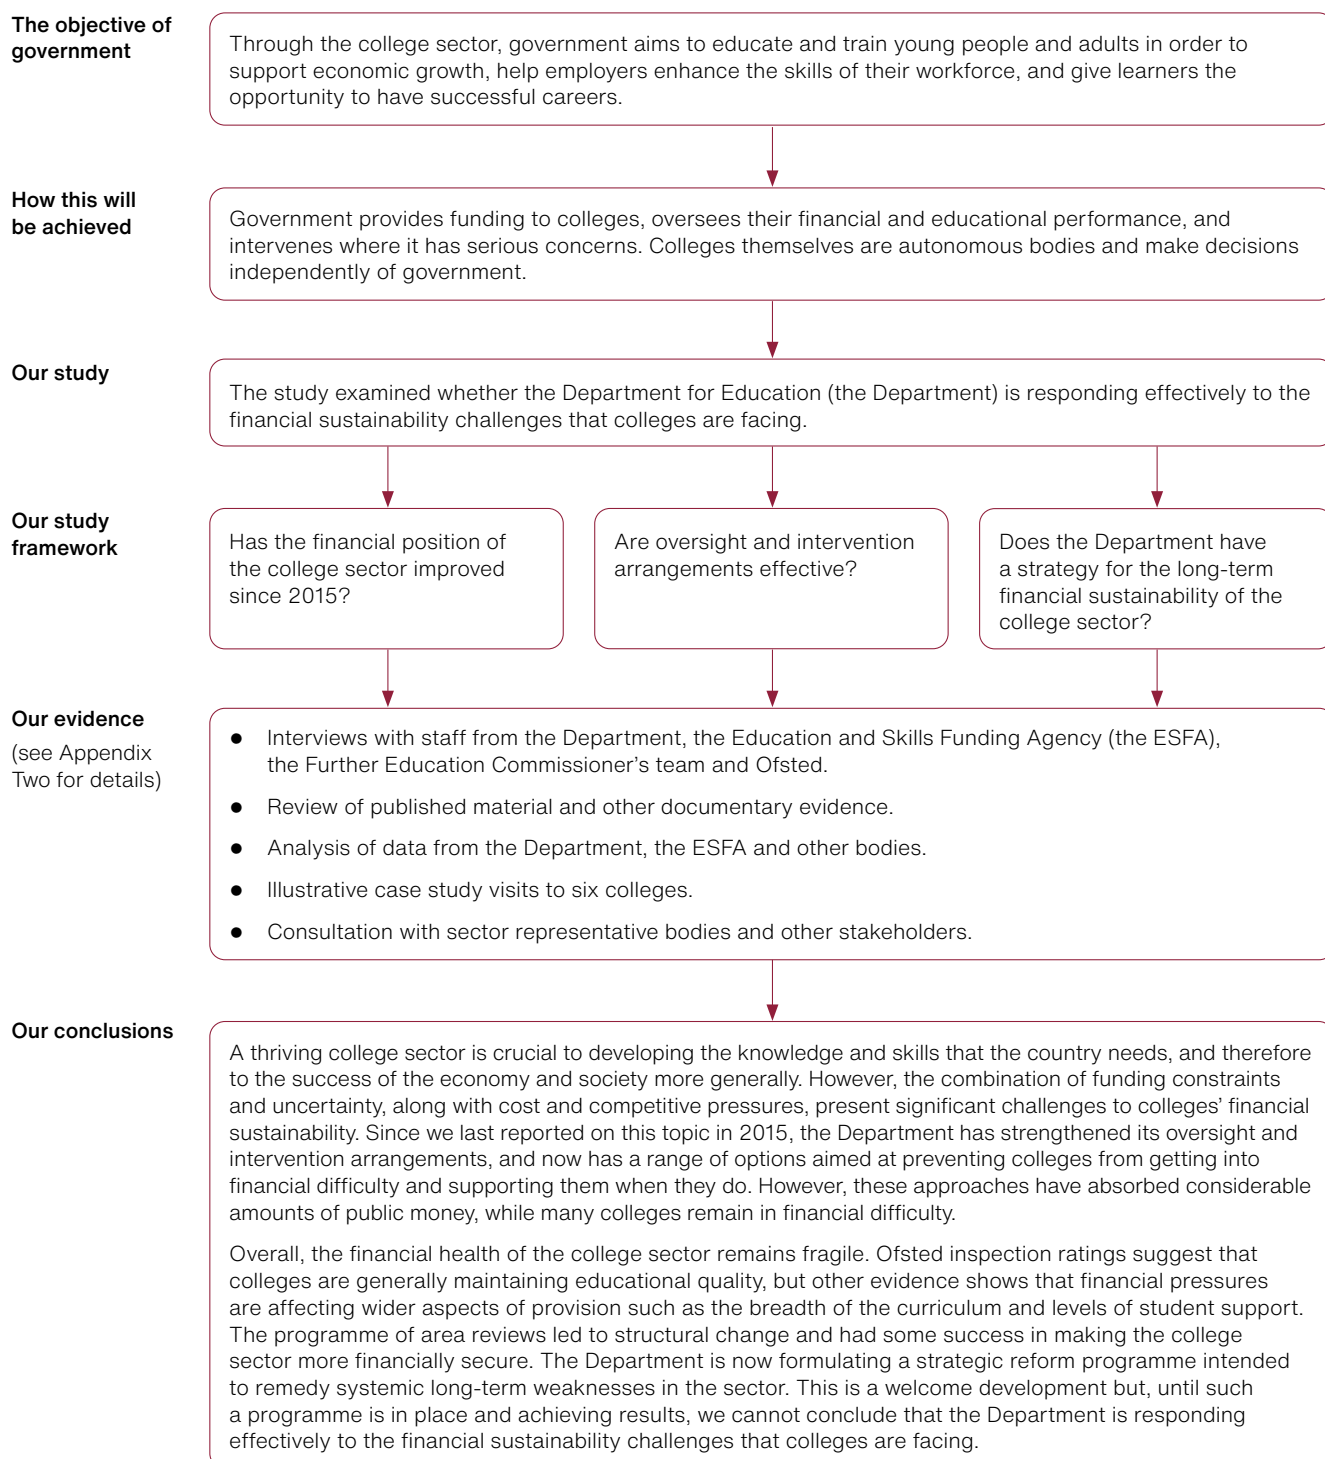 The objective of
government
Through the college sector, government aims to educate and train young people and adults in order to
support economic growth, help employers enhance the skills of their workforce, and give learners the
opportunity to have successful careers.
How this will
be achieved
Government provides funding to colleges, oversees their financial and educational performance, and
intervenes where it has serious concerns. Colleges themselves are autonomous bodies and make decisions
independently of government.
Our study
The study examined whether the Department for Education (the Department) is responding effectively to the
financial sustainability challenges that colleges are facing.
Our study
framework
Has the financial position of
the college sector improved
since 2015?
Are oversight and intervention
arrangements effective?
Does the Department have
a strategy for the long-term
financial sustainability of the
college sector?
Our evidence
(see Appendix
Two for details)
● Interviews with staff from the Department, the Education and Skills Funding Agency (the ESFA),
the Further Education Commissioner's team and Ofsted.
● Review of published material and other documentary evidence.
● Analysis of data from the Department, the ESFA and other bodies.
● Illustrative case study visits to six colleges.
● Consultation with sector representative bodies and other stakeholders.
Our conclusions
A thriving college sector is crucial to developing the knowledge and skills that the country needs, and therefore
to the success of the economy and society more generally. However, the combination of funding constraints
and uncertainty, along with cost and competitive pressures, present significant challenges to colleges' financial
sustainability. Since we last reported on this topic in 2015, the Department has strengthened its oversight and
intervention arrangements, and now has a range of options aimed at preventing colleges from getting into
financial difficulty and supporting them when they do. However, these approaches have absorbed considerable
amounts of public money, while many colleges remain in financial difficulty.
Overall, the financial health of the college sector remains fragile. Ofsted inspection ratings suggest that
colleges are generally maintaining educational quality, but other evidence shows that financial pressures
are affecting wider aspects of provision such as the breadth of the curriculum and levels of student support.
The programme of area reviews led to structural change and had some success in making the college
sector more financially secure. The Department is now formulating a strategic reform programme intended
to remedy systemic long-term weaknesses in the sector. This is a welcome development but, until such
a programme is in place and achieving results, we cannot conclude that the Department is responding
effectively to the financial sustainability challenges that colleges are facing.